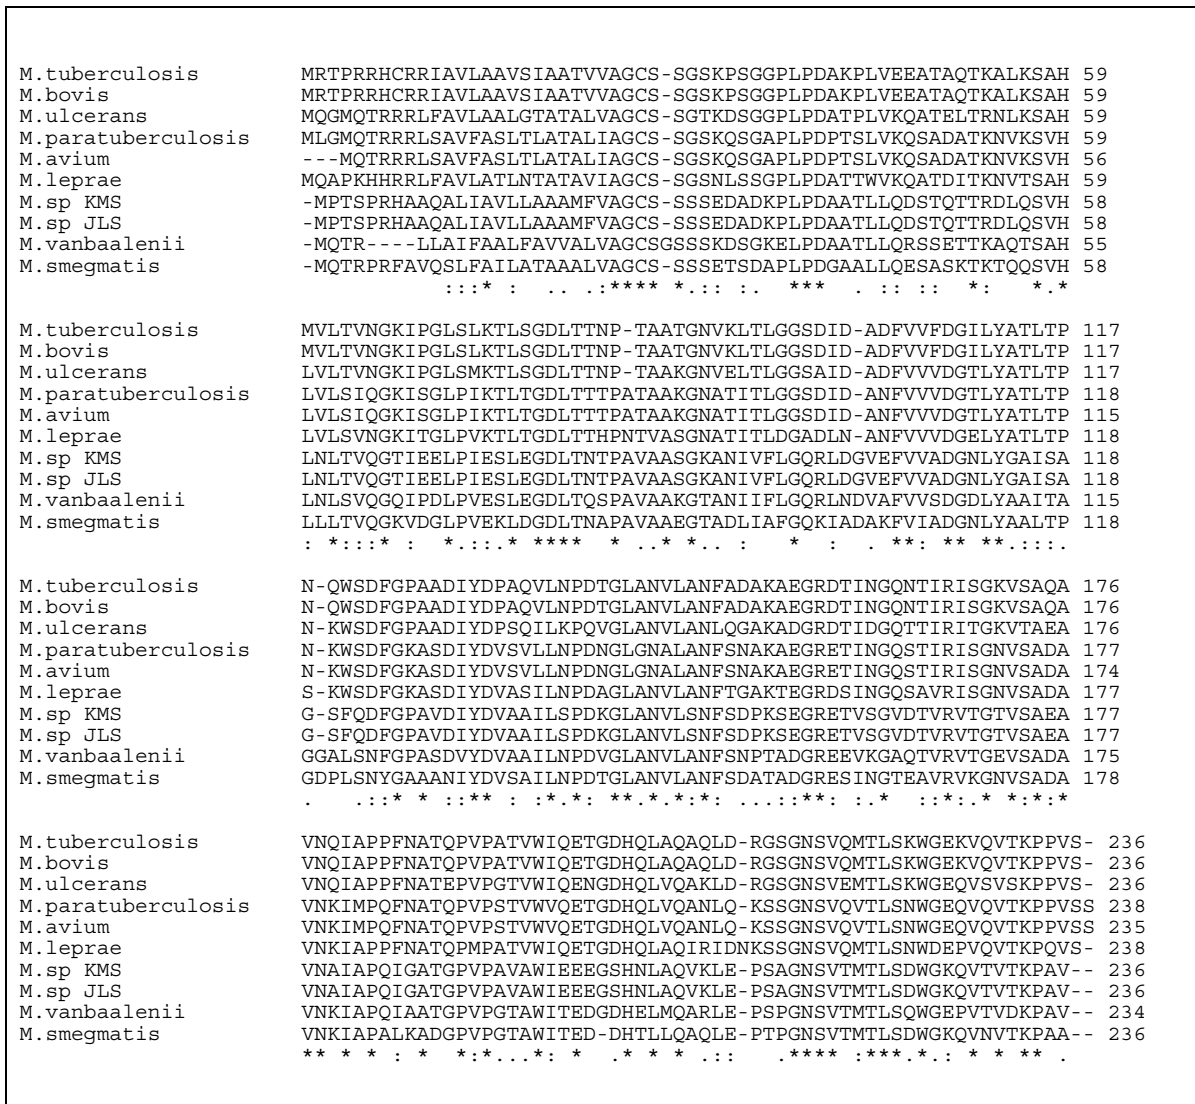 M.tuberculosis MRTPRRHCRRIAVLAAVSIAATVVAGCS-SGSKPSGGPLPDAKPLVEEATAQTKALKSAH 59
M.bovis MRTPRRHCRRIAVLAAVSIAATVVAGCS-SGSKPSGGPLPDAKPLVEEATAQTKALKSAH 59
M.ulcerans MQGMQTRRRLFAVLAALGTATALVAGCS-SGTKDSGGPLPDATPLVKQATELTRNLKSAH 59
M.paratuberculosis MLGMQTRRRLSAVFASLTLATALIAGCS-SGSKQSGAPLPDPTSLVKQSADATKNVKSVH 59
M.avium ---MQTRRRLSAVFASLTLATALIAGCS-SGSKQSGAPLPDPTSLVKQSADATKNVKSVH 56
M.leprae MQAPKHHRRLFAVLATLNTATAVIAGCS-SGSNLSSGPLPDATTWVKQATDITKNVTSAH 59
M.sp KMS -MPTSPRHAAQALIAVLLAAAMFVAGCS-SSSEDADKPLPDAATLLQDSTQTTRDLQSVH 58
M.sp JLS -MPTSPRHAAQALIAVLLAAAMFVAGCS-SSSEDADKPLPDAATLLQDSTQTTRDLQSVH 58
M.vanbaalenii -MQTR----LLAIFAALFAVVALVAGCSGSSSKDSGKELPDAATLLQRSSETTKAQTSAH 55
M.smegmatis -MQTRPRFAVQSLFAILATAAALVAGCS-SSSETSDAPLPDGAALLQESASKTKTQQSVH 58
:::* : .. .:**** *.:: :. *** . :: :: *: *.*
M.tuberculosis MVLTVNGKIPGLSLKTLSGDLTTNP-TAATGNVKLTLGGSDID-ADFVVFDGILYATLTP 117
M.bovis MVLTVNGKIPGLSLKTLSGDLTTNP-TAATGNVKLTLGGSDID-ADFVVFDGILYATLTP 117
M.ulcerans LVLTVNGKIPGLSMKTLSGDLTTNP-TAAKGNVELTLGGSAID-ADFVVVDGTLYATLTP 117
M.paratuberculosis LVLSIQGKISGLPIKTLTGDLTTTPATAAKGNATITLGGSDID-ANFVVVDGTLYATLTP 118
M.avium LVLSIQGKISGLPIKTLTGDLTTTPATAAKGNATITLGGSDID-ANFVVVDGTLYATLTP 115
M.leprae LVLSVNGKITGLPVKTLTGDLTTHPNTVASGNATITLDGADLN-ANFVVVDGELYATLTP 118
M.sp KMS LNLTVQGTIEELPIESLEGDLTNTPAVAASGKANIVFLGQRLDGVEFVVADGNLYGAISA 118
M.sp JLS LNLTVQGTIEELPIESLEGDLTNTPAVAASGKANIVFLGQRLDGVEFVVADGNLYGAISA 118
M.vanbaalenii LNLSVQGQIPDLPVESLEGDLTQSPAVAAKGTANIIFLGQRLNDVAFVVSDGDLYAAITA 115
M.smegmatis LLLTVQGKVDGLPVEKLDGDLTNAPAVAAEGTADLIAFGQKIADAKFVIADGNLYAALTP 118
: *:::* : *.::.* **** * ..* *.. : * : . **: ** **.:::.
M.tuberculosis N-QWSDFGPAADIYDPAQVLNPDTGLANVLANFADAKAEGRDTINGQNTIRISGKVSAQA 176
M.bovis N-QWSDFGPAADIYDPAQVLNPDTGLANVLANFADAKAEGRDTINGQNTIRISGKVSAQA 176
M.ulcerans N-KWSDFGPAADIYDPSQILKPQVGLANVLANLQGAKADGRDTIDGQTTIRITGKVTAEA 176
M.paratuberculosis N-KWSDFGKASDIYDVSVLLNPDNGLGNALANFSNAKAEGRETINGQSTIRISGNVSADA 177
M.avium N-KWSDFGKASDIYDVSVLLNPDNGLGNALANFSNAKAEGRETINGQSTIRISGNVSADA 174
M.leprae S-KWSDFGKASDIYDVASILNPDAGLANVLANFTGAKTEGRDSINGQSAVRISGNVSADA 177
M.sp KMS G-SFQDFGPAVDIYDVAAILSPDKGLANVLSNFSDPKSEGRETVSGVDTVRVTGTVSAEA 177
M.sp JLS G-SFQDFGPAVDIYDVAAILSPDKGLANVLSNFSDPKSEGRETVSGVDTVRVTGTVSAEA 177
M.vanbaalenii GGALSNFGPASDVYDVAAILNPDVGLANVLANFSNPTADGREEVKGAQTVRVTGEVSADA 175
M.smegmatis GDPLSNYGAAANIYDVSAILNPDTGLANVLANFSDATADGRESINGTEAVRVKGNVSADA 178
. .::* * ::** : :*.*: **.*.*:*: ...::**: :.* ::*:.* *:*:*
M.tuberculosis VNQIAPPFNATQPVPATVWIQETGDHQLAQAQLD-RGSGNSVQMTLSKWGEKVQVTKPPVS- 236
M.bovis VNQIAPPFNATQPVPATVWIQETGDHQLAQAQLD-RGSGNSVQMTLSKWGEKVQVTKPPVS- 236
M.ulcerans VNQIAPPFNATEPVPGTVWIQENGDHQLVQAKLD-RGSGNSVEMTLSKWGEQVSVSKPPVS- 236
M.paratuberculosis VNKIMPQFNATQPVPSTVWVQETGDHQLVQANLQ-KSSGNSVQVTLSNWGEQVQVTKPPVSS 238
M.avium VNKIMPQFNATQPVPSTVWVQETGDHQLVQANLQ-KSSGNSVQVTLSNWGEQVQVTKPPVSS 235
M.leprae VNKIAPPFNATQPMPATVWIQETGDHQLAQIRIDNKSSGNSVQMTLSNWDEPVQVTKPQVS- 238
M.sp KMS VNAIAPQIGATGPVPAVAWIEEEGSHNLAQVKLE-PSAGNSVTMTLSDWGKQVTVTKPAV-- 236
M.sp JLS VNAIAPQIGATGPVPAVAWIEEEGSHNLAQVKLE-PSAGNSVTMTLSDWGKQVTVTKPAV-- 236
M.vanbaalenii VNKIAPQIAATGPVPGTAWITEDGDHELMQARLE-PSPGNSVTMTLSQWGEPVTVDKPAV-- 234
M.smegmatis VNKIAPALKADGPVPGTAWITED-DHTLLQAQLE-PTPGNSVTMTLSDWGKQVNVTKPAA-- 236
** * * : * *:*...*: * .* * * .:: .**** :***.*.: * * ** .